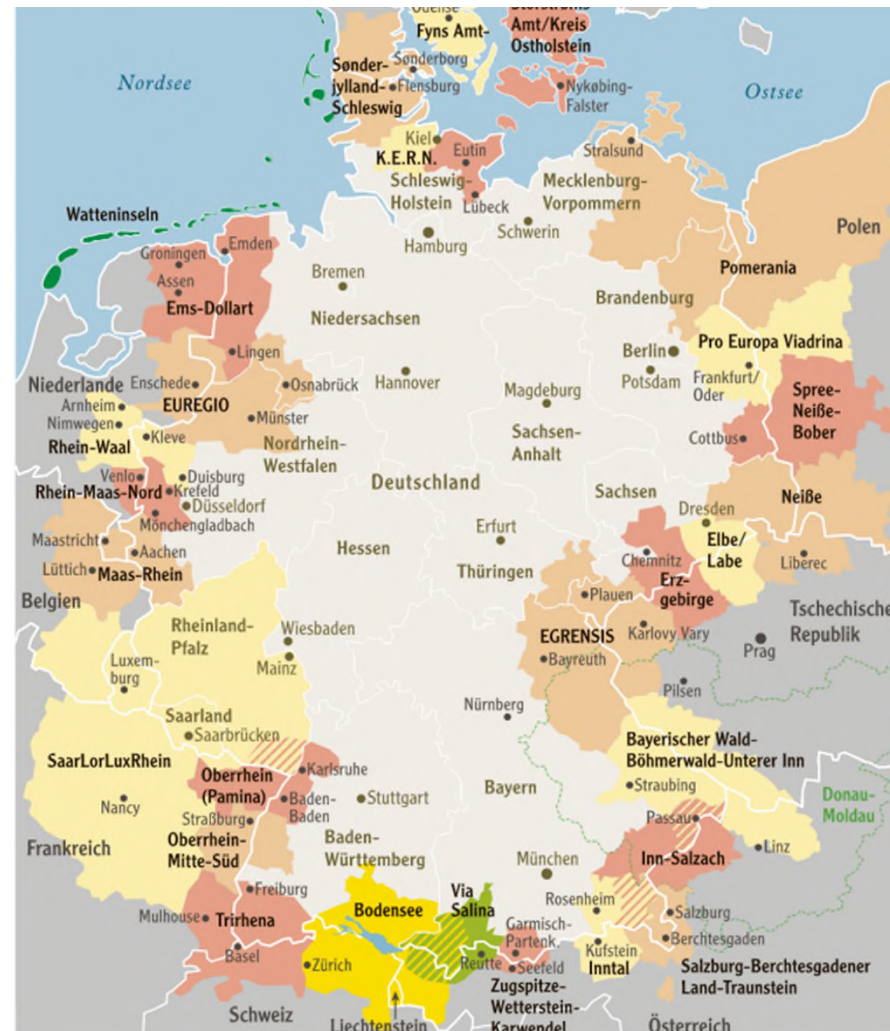 Odense
Fyns Amt-
Storstrøms
Amt/Kreis
Ostholstein
Nordsee
Ostsee
Sønder-
jylland-
Schleswig
Sønderborg
Flensburg
Nykøbing-
Falster
Kiel
K.E.R.N.
Eutin
Stralsund
Schleswig-
Holstein
Lübeck
Mecklenburg-
Vorpommern
Schwerin
Hamburg
Watteninseln
Polen
Groningen
Emden
Assen
Ems-Dollart
Bremen
Niedersachsen
Pomerania
Brandenburg
Lingen
Berlin
Potsdam
Pro Europa Viadrina
Frankfurt/
Oder
Niederlande
Enschede
Osnabrück
Hannover
Magdeburg
Spree-
Neiße-
Bober
Arnheim
Nimwegen
EUREGIO
Münster
Sachsen-
Anhalt
Cottbus
Rhein-Waal
Kleve
Nordrhein-
Westfalen
Venlo
Duisburg
Rhein-Maas-Nord
Krefeld
Düsseldorf
Mönchengladbach
Deutschland
Sachsen
Neiße
Dresden
Maastricht
Aachen
Hessen
Erfurt
Thüringen
Chemnitz
Elbe/
Labe
Liberec
Lüttich
Maas-Rhein
Erz-
gebirge
Belgien
Plauen
Tschechische
Republik
Rheinland-
Pfalz
Wiesbaden
Mainz
EGRENSIS
Karlovy Vary
Prag
Bayreuth
Luxem-
burg
Pilsen
Saarland
Saarbrücken
Nürnberg
SaarLorLuxRhein
Bayerischer Wald-
Böhmerwald-Unterer Inn
Oberrhein
(Pamina)
Karlsruhe
Straubing
Nancy
Baden-
Baden
Stuttgart
Bayern
Donau-
Moldau
Straßburg
Passau
Frankreich
Oberrhein-
Mitte-Süd
Baden-
Württemberg
Inn-Salzach
Linz
München
Freiburg
Bodensee
Via
Salina
Rosenheim
Mulhouse
Trirhena
Garmisch-
Partenk.
Salzburg
Berchtesgaden
Basel
Zürich
Reutte
Seefeld
Kufstein
Inntal
Salzburg-Berchtesgadener
Land-Traunstein
Zugspitze-
Wetterstein-
Karwendel
Schweiz
Liechtenstein
Österreich